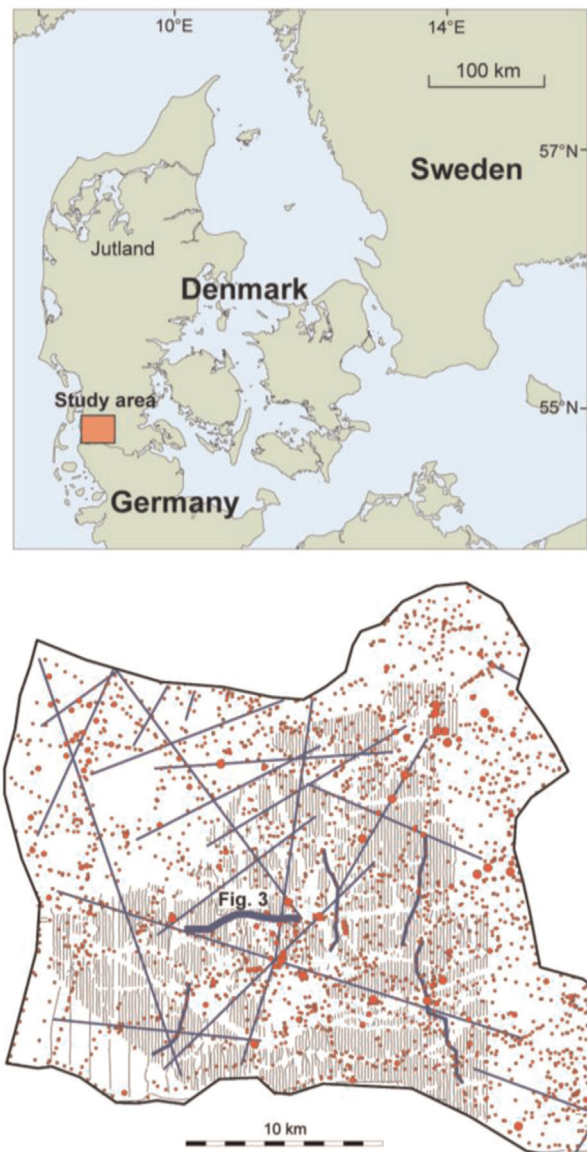 10°E
14°E
100 km
57°N
Sweden
Jutland
Denmark
Study area
55°N
Germany
Fig. 3
10 km